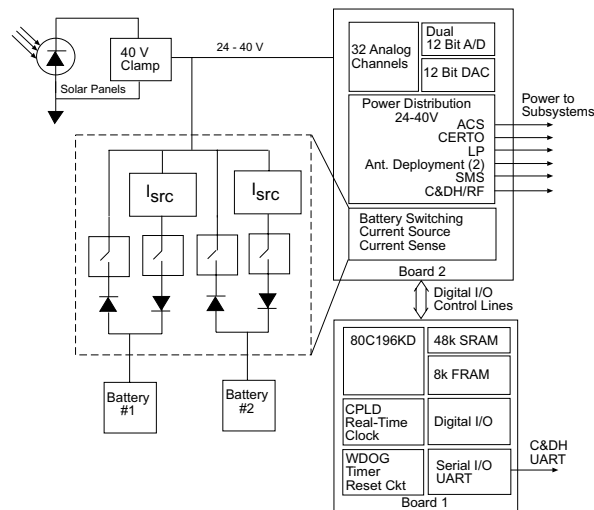 40 V
Clamp
24 - 40 V
Solar Panels
32 Analog
Channels
Dual
12 Bit A/D
12 Bit DAC
Power Distribution
24-40V
ACS
CERTO
LP
Ant. Deployment (2)
SMS
C&DH/RF
Power to
Subsystems
Battery Switching
Current Source
Current Sense
Board 2
Isrc
Isrc
Battery
#1
Battery
#2
Digital I/O
Control Lines
80C196KD
48k SRAM
8k FRAM
CPLD
Real-Time
Clock
Digital I/O
WDOG
Timer
Reset Ckt
Serial I/O
UART
C&DH
UART
Board 1